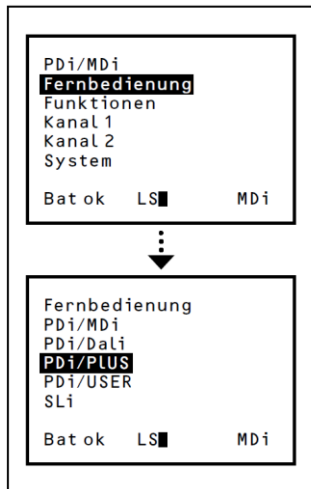 PDi/MDi
Fernbedienung
Funktionen
Kanal 1
Kanal 2
System
Bat ok LS MDi
Fernbedienung
PDi/MDi
PDi/Dali
PDi/PlUS
PDi/USER
SLi
Bat ok LS MDi